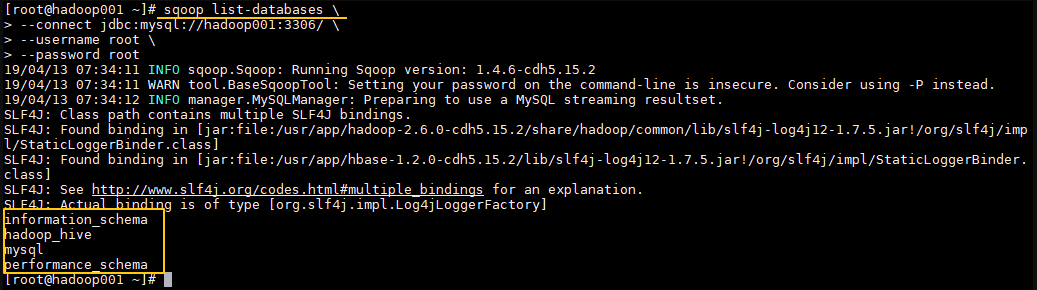 [root@hadoop001 ~]# sqoop list-databases \
> --connect jdbc:mysql://hadoop001:3306/ \
> --username root \
> --password root
19/04/13 07:34:11 INFO sqoop.Sqoop: Running Sqoop version: 1.4.6-cdh5.15.2
19/04/13 07:34:11 WARN tool.BaseSqoopTool: Setting your password on the command-line is insecure. Consider using -P instead.
19/04/13 07:34:12 INFO manager.MySQLManager: Preparing to use a MySQL streaming resultset.
SLF4J: Class path contains multiple SLF4J bindings.
SLF4J: Found binding in [jar:file:/usr/app/hadoop-2.6.0-cdh5.15.2/share/hadoop/common/lib/slf4j-log4j12-1.7.5.jar!/org/slf4j/imp
l/StaticLoggerBinder.class]
SLF4J: Found binding in [jar:file:/usr/app/hbase-1.2.0-cdh5.15.2/lib/slf4j-log4j12-1.7.5.jar!/org/slf4j/impl/StaticLoggerBinder.
class]
SLF4J: See http://www.slf4j.org/codes.html#multiple_bindings for an explanation.
SLF4J: Actual binding is of type [org.slf4j.impl.Log4jLoggerFactory]
information_schema
hadoop_hive
mysql
performance_schema
[root@hadoop001 ~]#